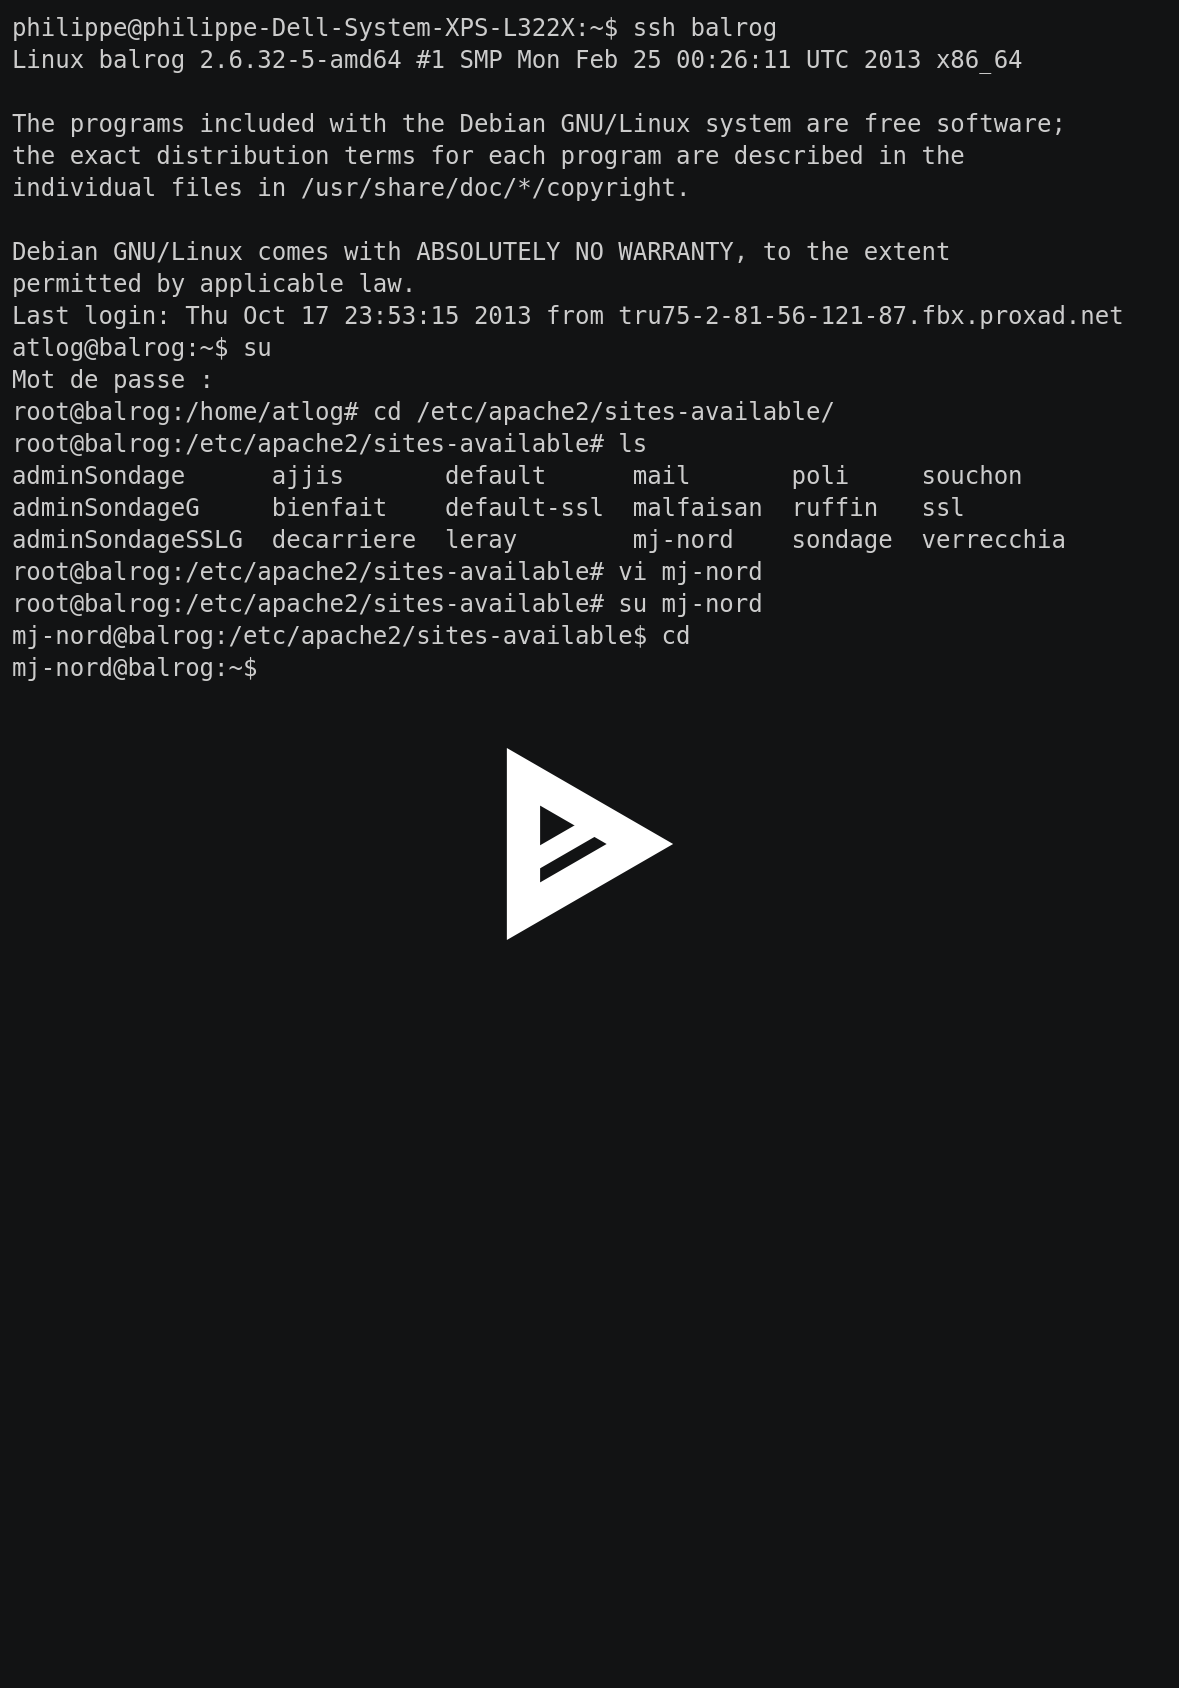 philippe@philippe-Dell-System-XPS-L322X:~$ ssh balrog
Linux balrog 2.6.32-5-amd64 #1 SMP Mon Feb 25 00:26:11 UTC 2013 x86_64
The programs included with the Debian GNU/Linux system are free software;
the exact distribution terms for each program are described in the
individual files in /usr/share/doc/*/copyright.
Debian GNU/Linux comes with ABSOLUTELY NO WARRANTY, to the extent
permitted by applicable law.
Last login: Thu Oct 17 23:53:15 2013 from tru75-2-81-56-121-87.fbx.proxad.net
atlog@balrog:~$ su
Mot de passe :
root@balrog:/home/atlog# cd /etc/apache2/sites-available/
root@balrog:/etc/apache2/sites-available# ls
adminSondage      ajjis       default      mail       poli     souchon
adminSondageG     bienfait    default-ssl  malfaisan  ruffin   ssl
adminSondageSSLG  decarriere  leray        mj-nord    sondage  verrecchia
root@balrog:/etc/apache2/sites-available# vi mj-nord
root@balrog:/etc/apache2/sites-available# su mj-nord
mj-nord@balrog:/etc/apache2/sites-available$ cd
mj-nord@balrog:~$